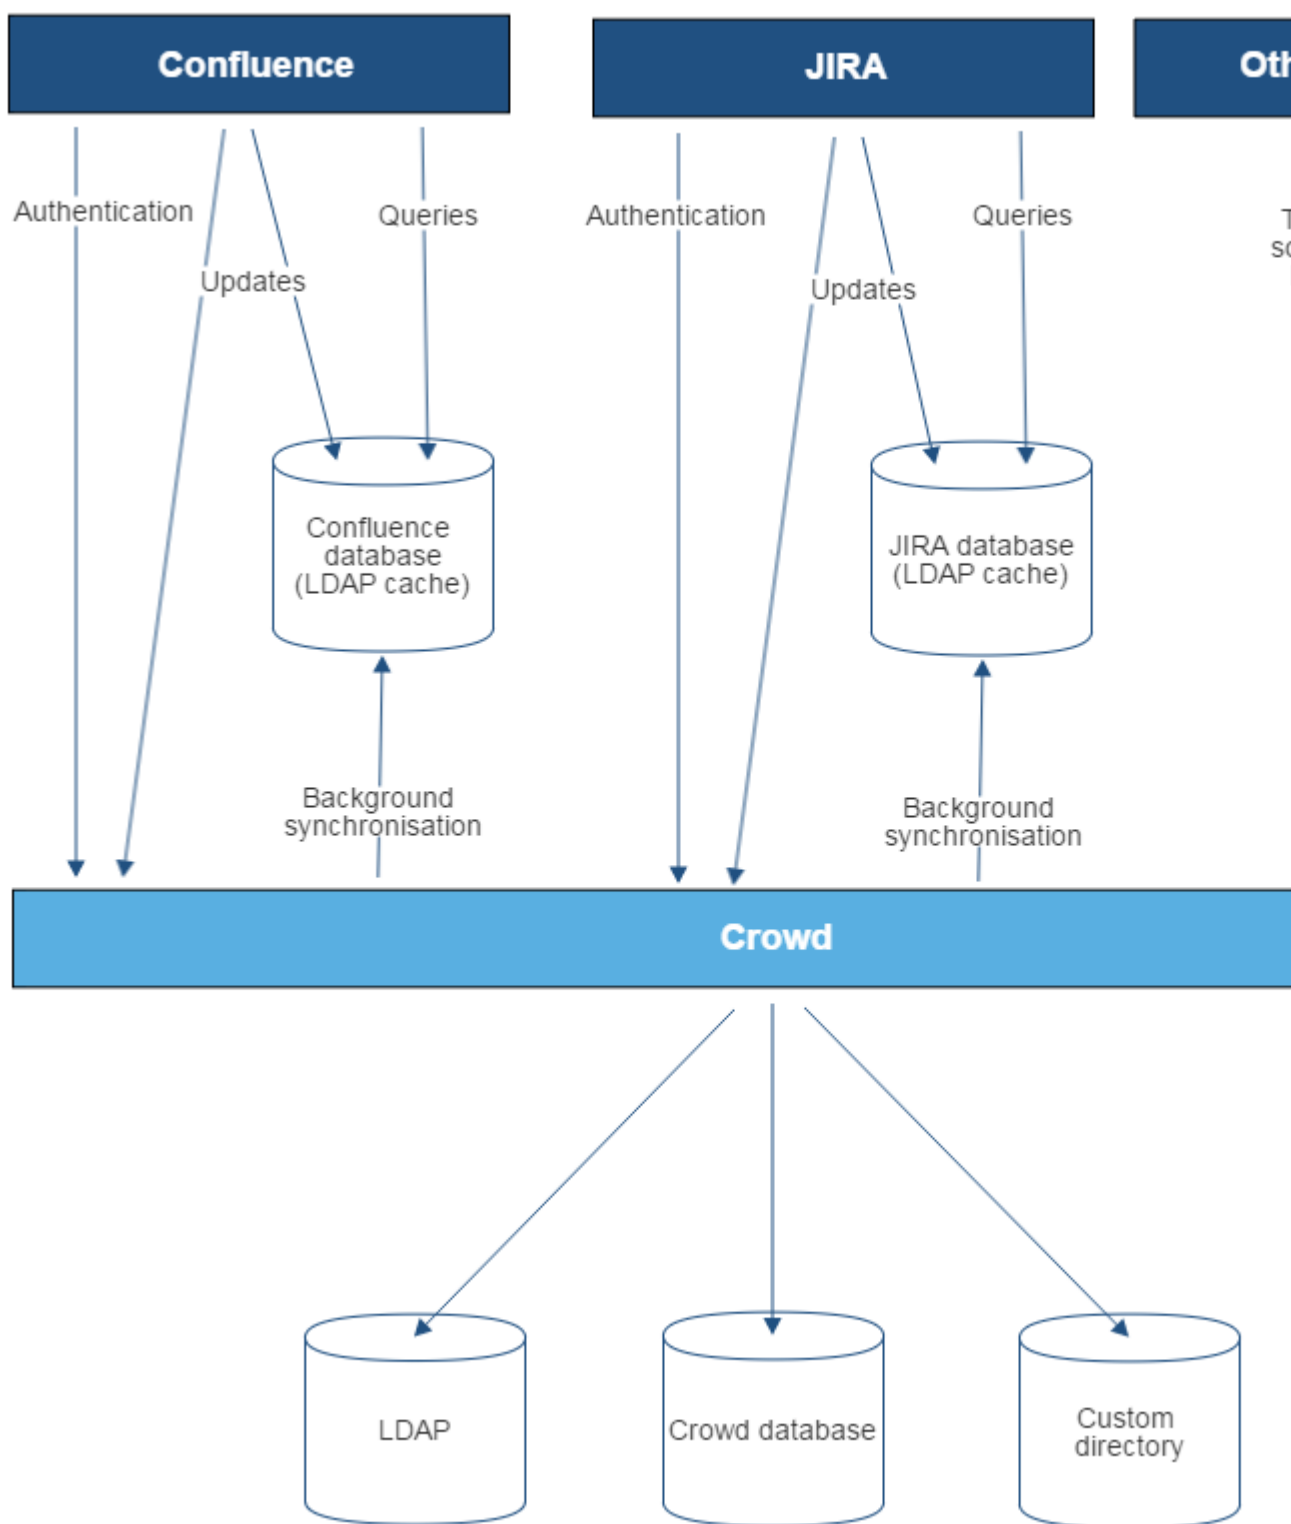 Confluence
JIRA
Authentication
Queries
Updates
Authentication
Queries
Updates
Confluence
database
(LDAP cache)
JIRA database
(LDAP cache)
Background
synchronisation
Background
synchronisation
Crowd
LDAP
Crowd database
Custom
directory